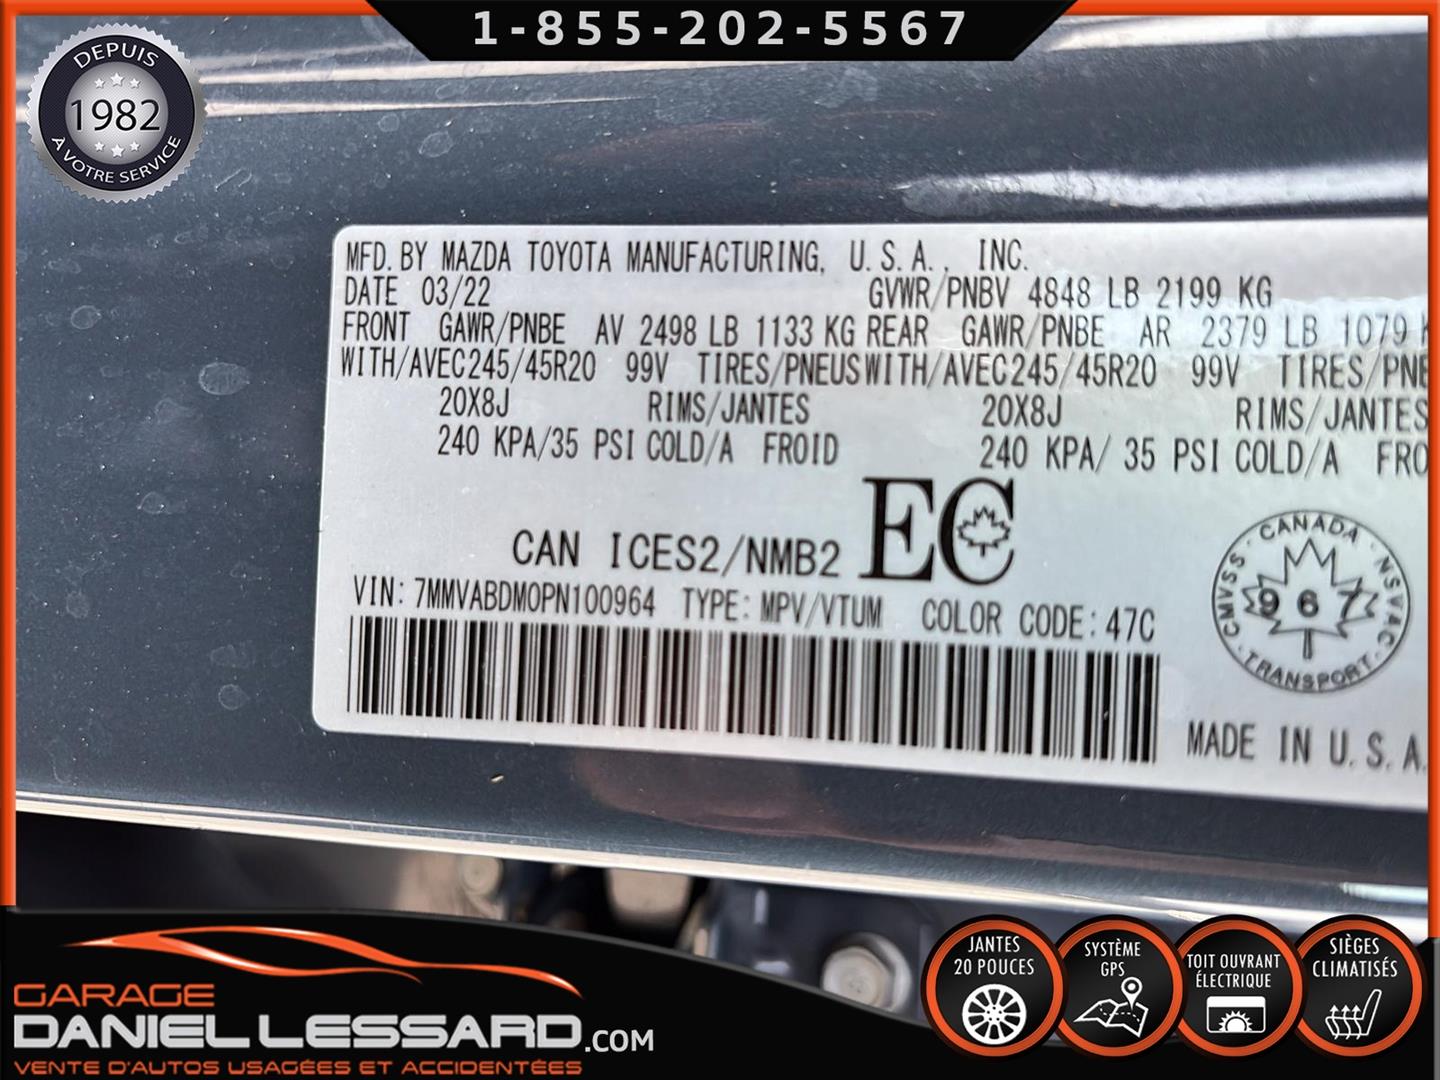 1-855-202-5567
DEPUIS
1982
À VOTRE SERVICE
MFD. BY MAZDA TOYOTA MANUFACTURING, U.S.A., INC.
DATE 03/22 GVWR/PNBV 4848 LB 2199 KG
FRONT GAWR/PNBE AV 2498 LB 1133 KG REAR GAWR/PNBE AR 2379 LB 1079 K
WITH/AVEC245/45R20 99V TIRES/PNEUS WITH/AVEC245/45R20 99V TIRES/PNE
20X8J RIMS/JANTES 20X8J RIMS/JANTES
240 KPA/35 PSI COLD/A FROID 240 KPA/ 35 PSI COLD/A FRO
CAN ICES2/NMB2 EC
VIN: 7MMVABDM0PN100964 TYPE: MPV/VTUM COLOR CODE: 47C
CANADA
CMVSS · 967 · NSVAC
TRANSPORT
MADE IN U.S.A.
JANTES
20 POUCES
SYSTÈME
GPS
TOIT OUVRANT
ÉLECTRIQUE
SIÈGES
CLIMATISÉS
GARAGE
DANIEL LESSARD.COM
VENTE D'AUTOS USAGÉES ET ACCIDENTÉES